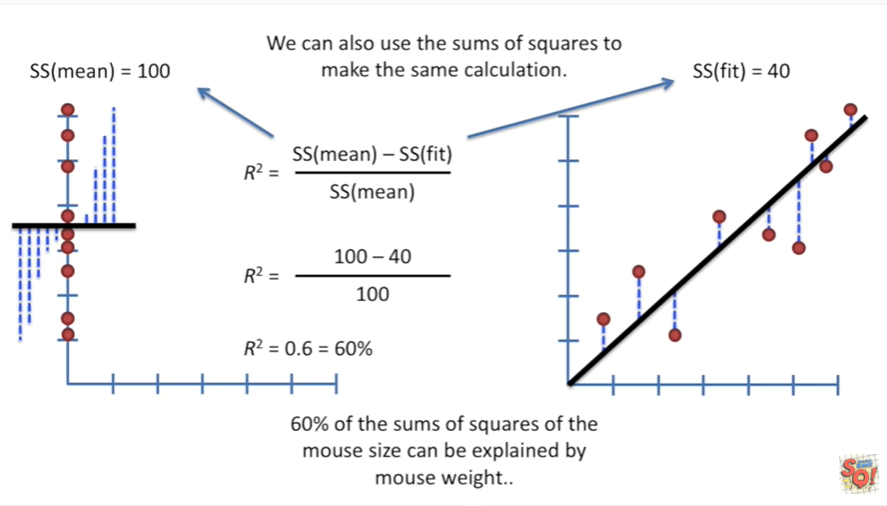 We can also use the sums of squares to
make the same calculation.
SS(mean) = 100
SS(fit) = 40
R² =
SS(mean) – SS(fit)
SS(mean)
R² =
100 – 40
100
R² = 0.6 = 60%
60% of the sums of squares of the
mouse size can be explained by
mouse weight..
SQ!